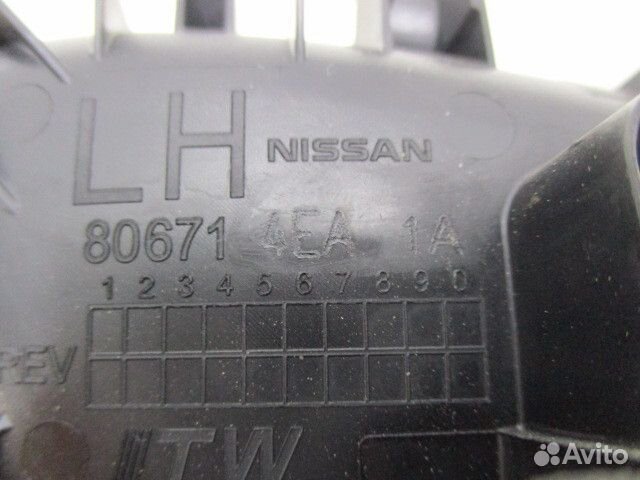 LH NISSAN
80671 4EA 1A
1 2 3 4 5 6 7 8 9 0
REV
ITW
Avito